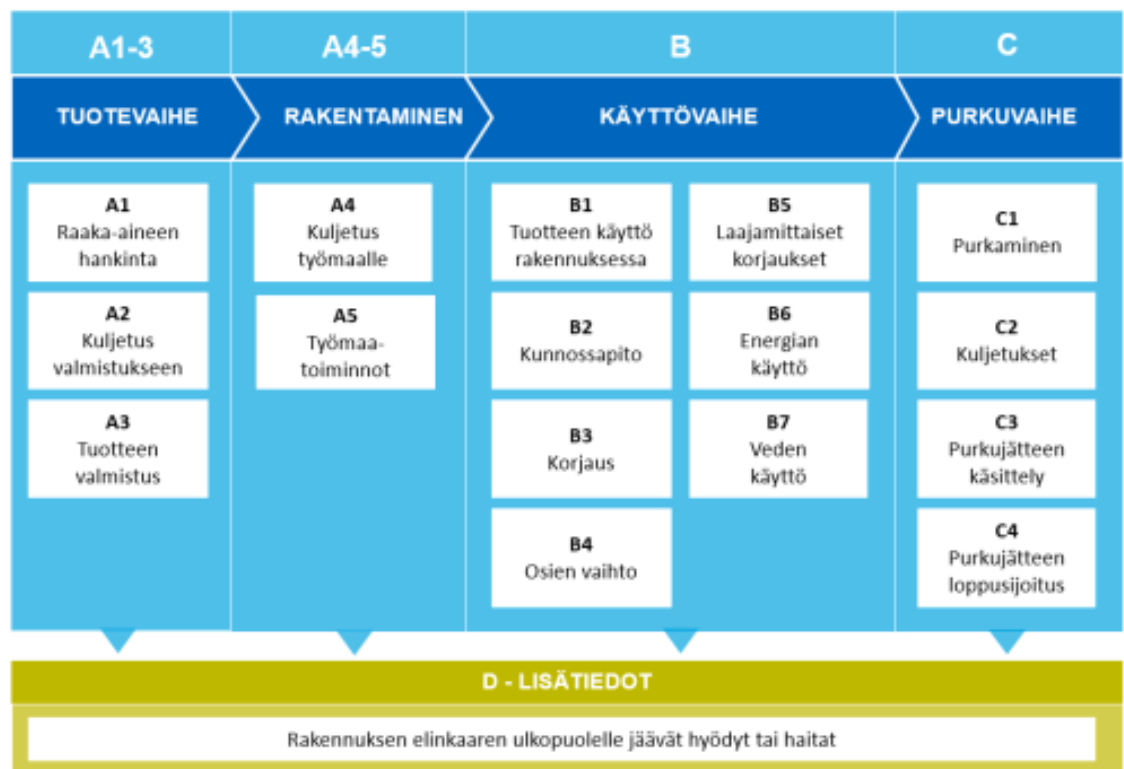 A1-3
A4-5
B
C
TUOTEVAIHE
RAKENTAMINEN
KÄYTTÖVAIHE
PURKUVAIHE
A1
Raaka-aineen
hankinta
A2
Kuljetus
valmistukseen
A3
Tuotteen
valmistus
A4
Kuljetus
työmaalle
A5
Työmaa-
toiminnot
B1
Tuotteen käyttö
rakennuksessa
B2
Kunnossapito
B3
Korjaus
B4
Osien vaihto
B5
Laajamittaiset
korjaukset
B6
Energian
käyttö
B7
Veden
käyttö
C1
Purkaminen
C2
Kuljetukset
C3
Purkujätteen
käsittely
C4
Purkujätteen
loppusijoitus
D - LISÄTIEDOT
Rakennuksen elinkaaren ulkopuolelle jäävät hyödyt tai haitat